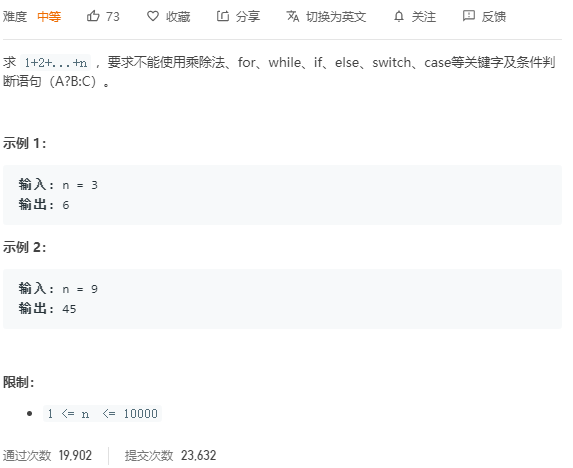 难度 中等 73 收藏 分享 切换为英文 关注 反馈
求 1+2+...+n ，要求不能使用乘除法、for、while、if、else、switch、case等关键字及条件判
断语句（A?B:C）。
示例 1：
输入: n = 3
输出: 6
示例 2：
输入: n = 9
输出: 45
限制：
• 1 <= n <= 10000
通过次数 19,902 提交次数 23,632